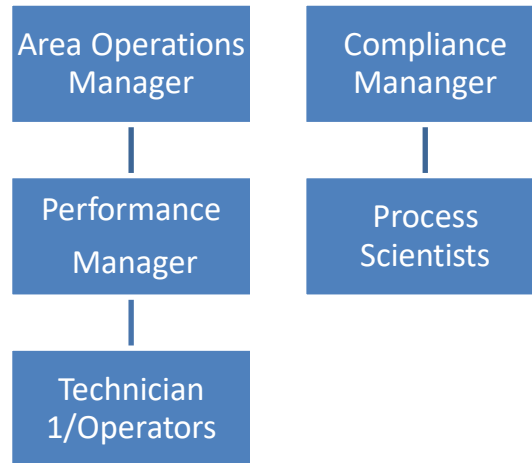 Area Operations
Manager
Compliance
Mananger
Performance
Manager
Process
Scientists
Technician
1/Operators